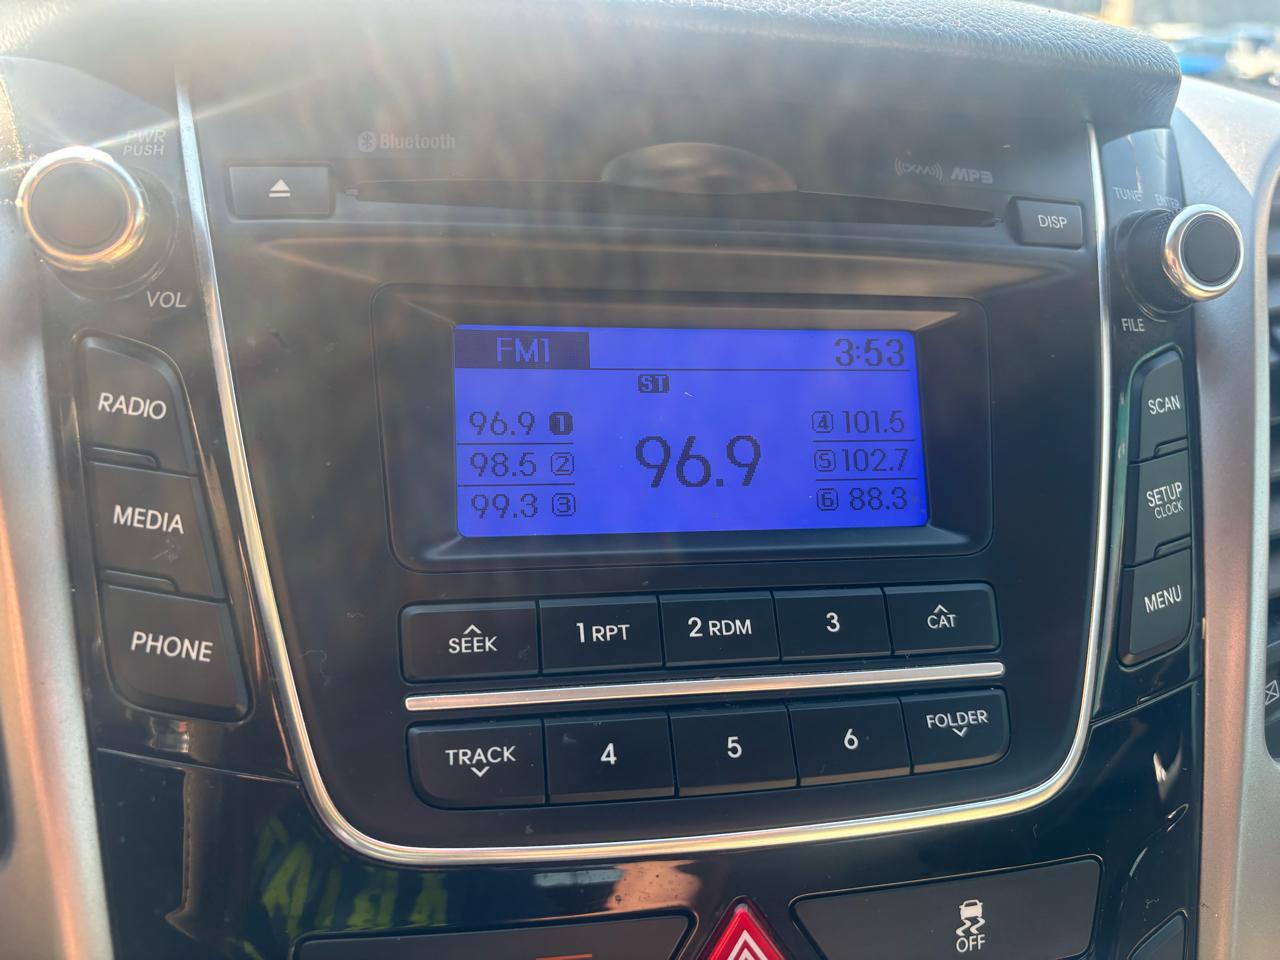 PWR
PUSH
Bluetooth
((XM)) MP3
DISP
TUNE ENTER
VOL
FILE
FM1 3:53
ST
96.9 1
98.5 2
99.3 3
96.9
4 101.5
5 102.7
6 88.3
RADIO
MEDIA
PHONE
SCAN
SETUP
CLOCK
MENU
SEEK
1 RPT
2 RDM
3
CAT
TRACK
4
5
6
FOLDER
OFF